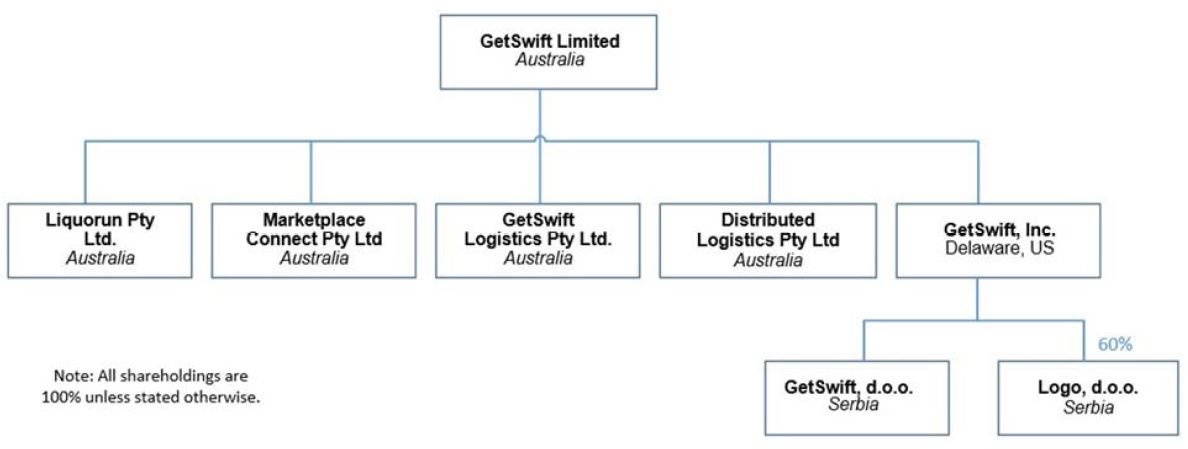 GetSwift Limited
Australia
Liquorun Pty
Ltd.
Australia
Marketplace
Connect Pty Ltd
Australia
GetSwift
Logistics Pty Ltd.
Australia
Distributed
Logistics Pty Ltd
Australia
GetSwift, Inc.
Delaware, US
60%
GetSwift, d.o.o.
Serbia
Logo, d.o.o.
Serbia
Note: All shareholdings are
100% unless stated otherwise.